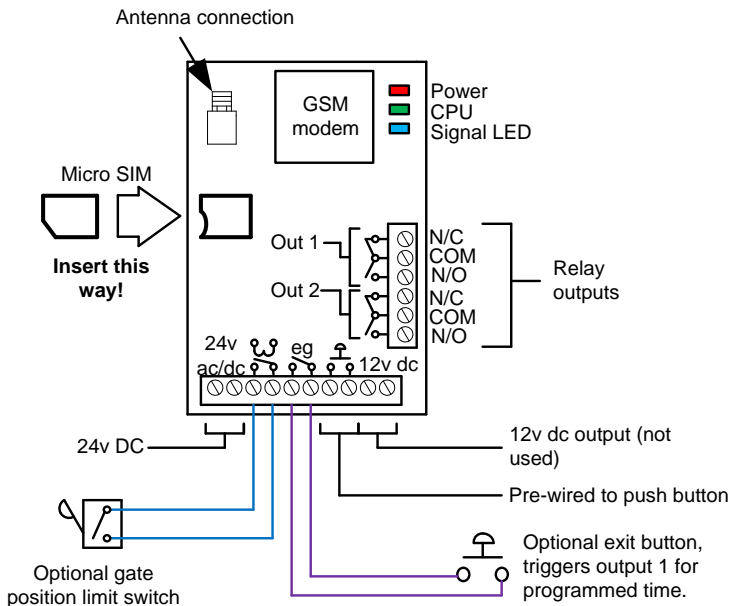 Antenna connection
GSM
modem
Power
CPU
Signal LED
Micro SIM
Insert this
way!
Out 1
Out 2
N/C
COM
N/O
N/C
COM
N/O
Relay
outputs
24v
ac/dc
eg
12v dc
24v DC
12v dc output (not
used)
Pre-wired to push button
Optional gate
position limit switch
Optional exit button,
triggers output 1 for
programmed time.